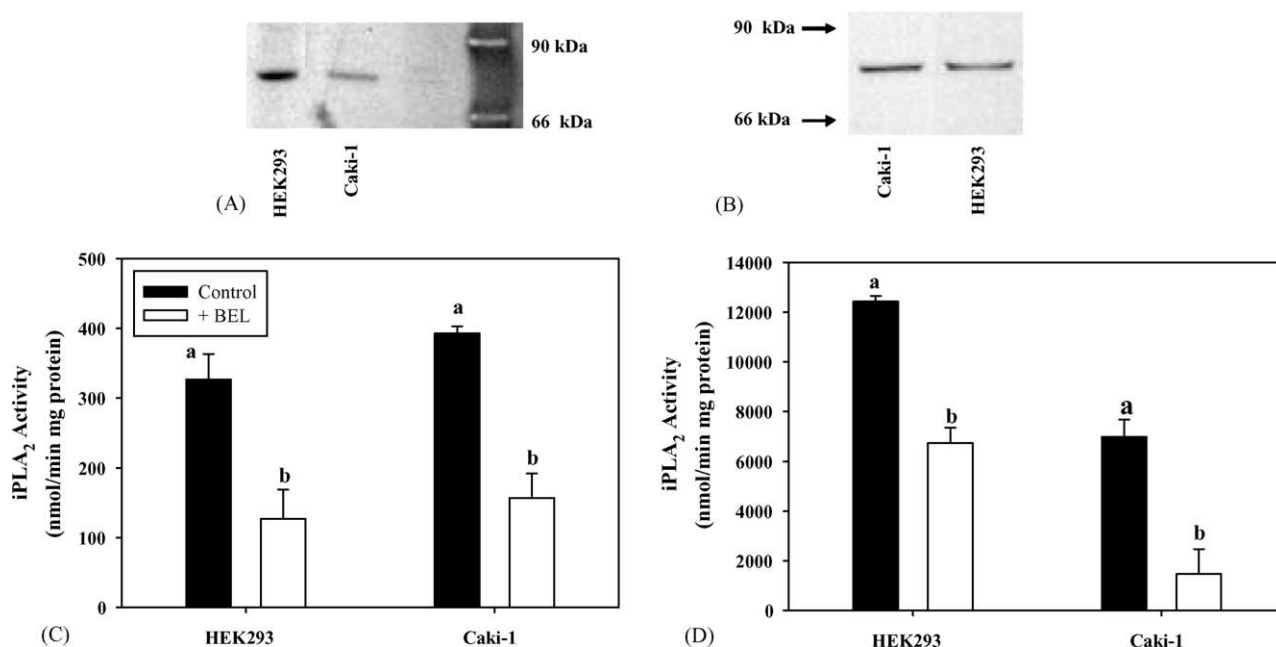 90 kDa
66 kDa
HEK293
Caki-1
(A)
90 kDa
66 kDa
Caki-1
HEK293
(B)
iPLA2 Activity
(nmol/min mg protein)
500
400
300
200
100
0
Control
+ BEL
a
b
a
b
HEK293
Caki-1
(C)
iPLA2 Activity
(nmol/min mg protein)
14000
12000
10000
8000
6000
4000
2000
0
a
b
a
b
HEK293
Caki-1
(D)